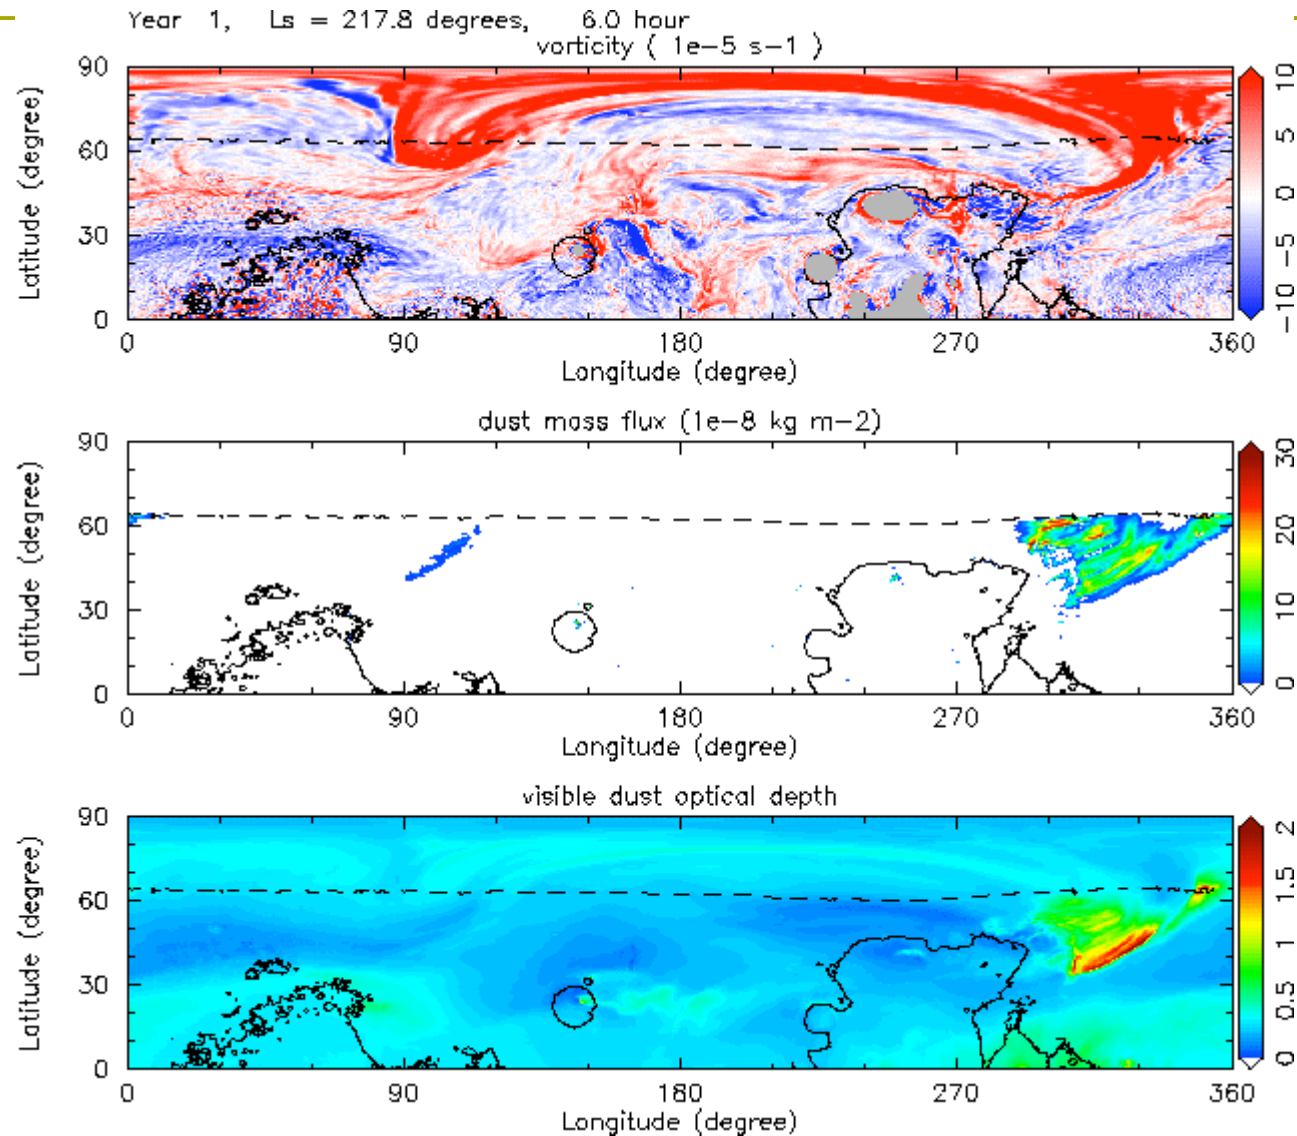 Year 1, Ls = 217.8 degrees, 6.0 hour
vorticity ( 1e-5 s-1 )
90
60
30
0
Latitude (degree)
0 90 180 270 360
Longitude (degree)
10
5
0
-5
-10
dust mass flux (1e-8 kg m-2)
90
60
30
0
Latitude (degree)
0 90 180 270 360
Longitude (degree)
30
20
10
0
visible dust optical depth
90
60
30
0
Latitude (degree)
0 90 180 270 360
Longitude (degree)
2
1.5
1
0.5
0